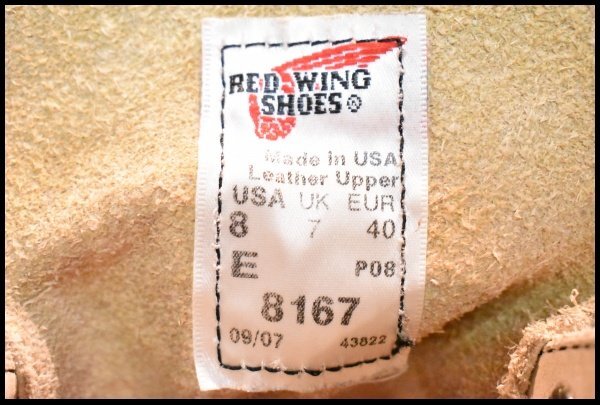 RED WING
SHOES®
Made in USA
Leather Upper
USA UK EUR
8 7 40
E P08
8167
09/07 43822